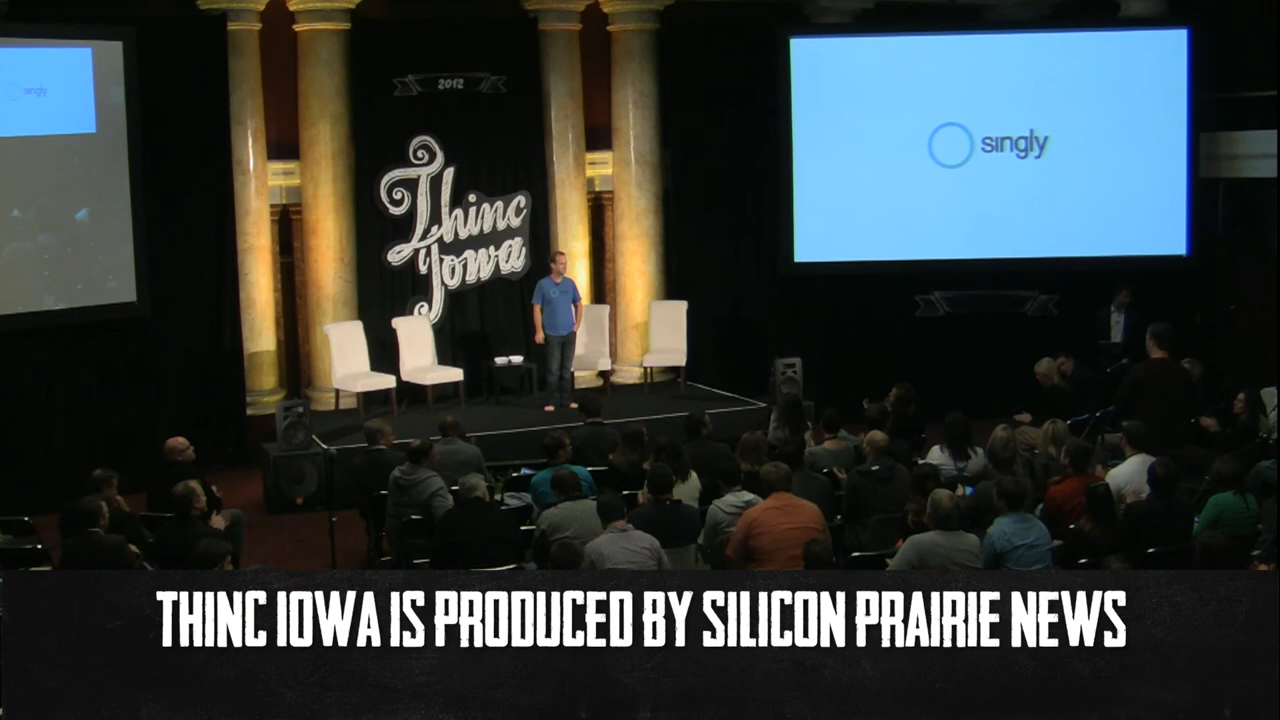 singly
2012
Thinc
Iowa
singly
THINC IOWA IS PRODUCED BY SILICON PRAIRIE NEWS